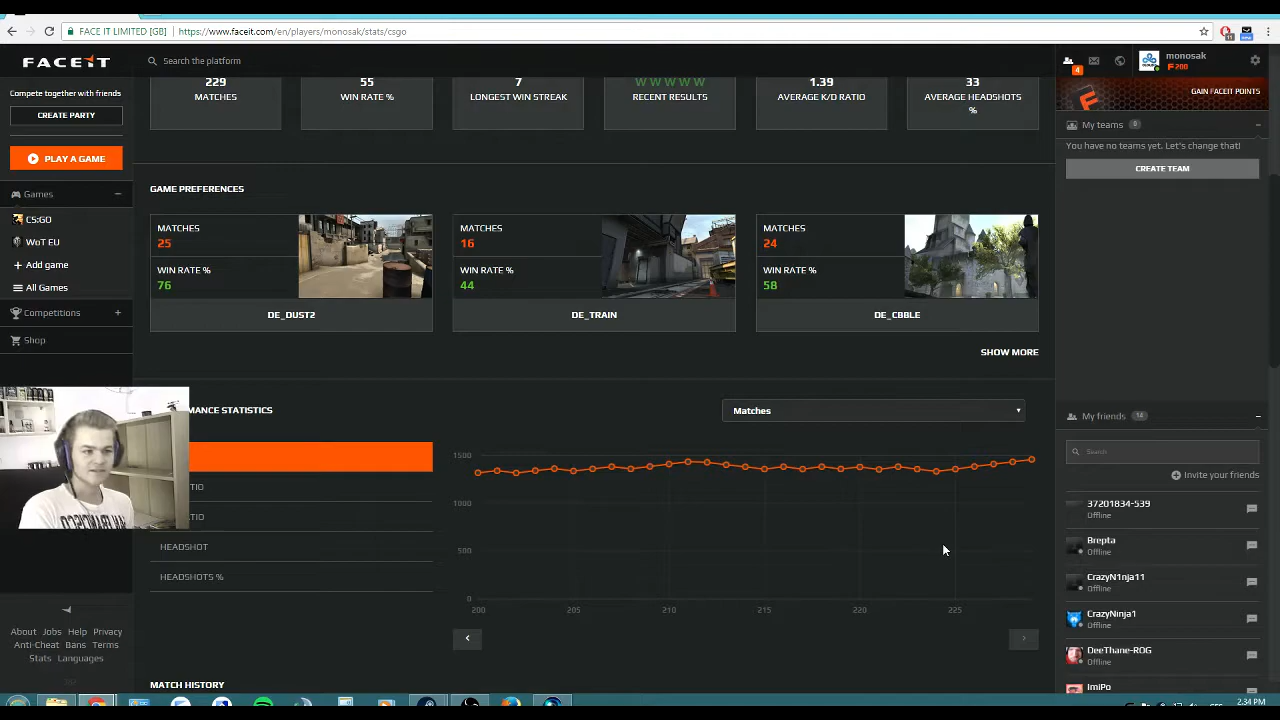 FACE IT LIMITED [GB]
https://www.faceit.com/en/players/monosak/stats/csgo
FACEIT
Search the platform
4
monosak
200
Compete together with friends
CREATE PARTY
PLAY A GAME
Games
CS:GO
WoT EU
Add game
All Games
Competitions
Shop
About Jobs Help Privacy
Anti-Cheat Bans Terms
Stats Languages
229
MATCHES
55
WIN RATE %
7
LONGEST WIN STREAK
W W W W W
RECENT RESULTS
1.39
AVERAGE K/D RATIO
33
AVERAGE HEADSHOTS
%
GAME PREFERENCES
MATCHES
25
WIN RATE %
76
DE_DUST2
MATCHES
16
WIN RATE %
44
DE_TRAIN
MATCHES
24
WIN RATE %
58
DE_CBBLE
SHOW MORE
MANCE STATISTICS
Matches
TIO
ATIO
HEADSHOT
HEADSHOTS %
1500
1000
500
0
200 205 210 215 220 225
MATCH HISTORY
GAIN FACEIT POINTS
My teams 0
You have no teams yet. Let's change that!
CREATE TEAM
My friends 14
Search
Invite your friends
37201834-539
Offline
Brepta
Offline
CrazyN1nja11
Offline
CrazyNinja1
Offline
DeeThane-ROG
Offline
ImiPo
2:34 PM